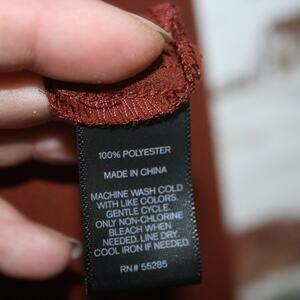 100% POLYESTER
MADE IN CHINA
MACHINE WASH COLD
WITH LIKE COLORS.
GENTLE CYCLE.
ONLY NON-CHLORINE
BLEACH WHEN
NEEDED. LINE DRY.
COOL IRON IF NEEDED.
RN# 55285